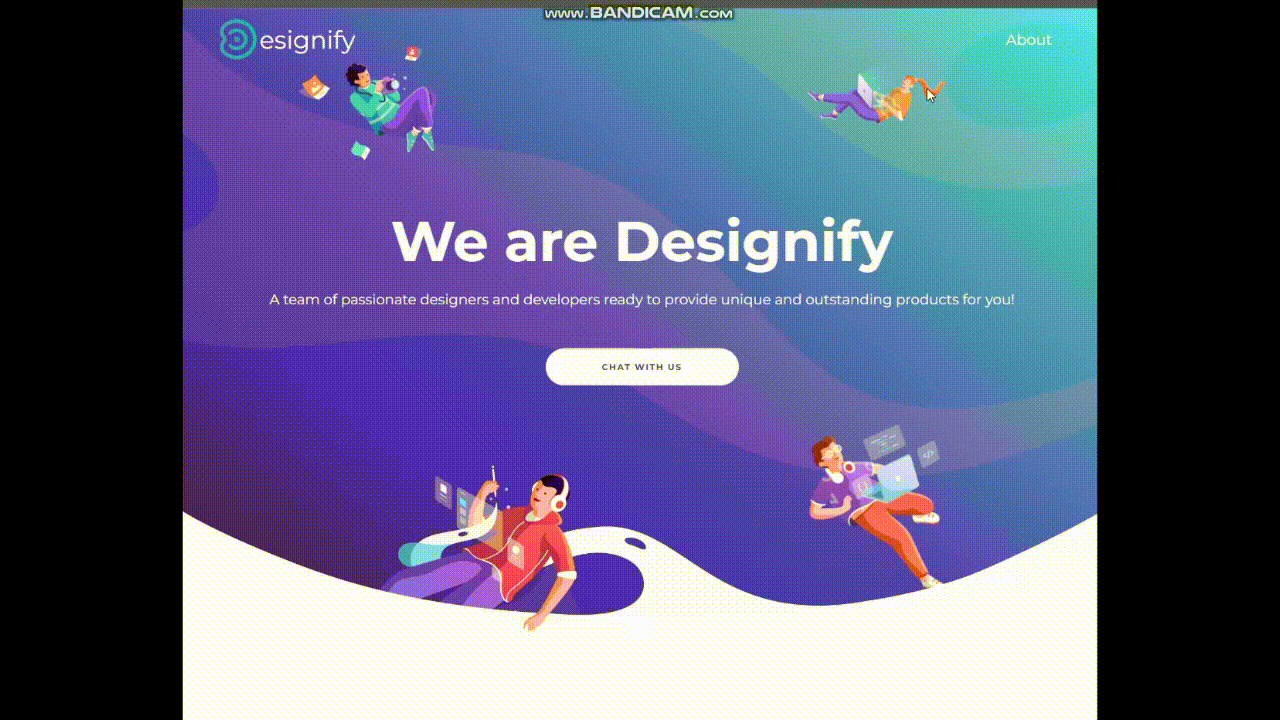 www.BANDICAM.com
esignify
About
We are Designify
A team of passionate designers and developers ready to provide unique and outstanding products for you!
CHAT WITH US